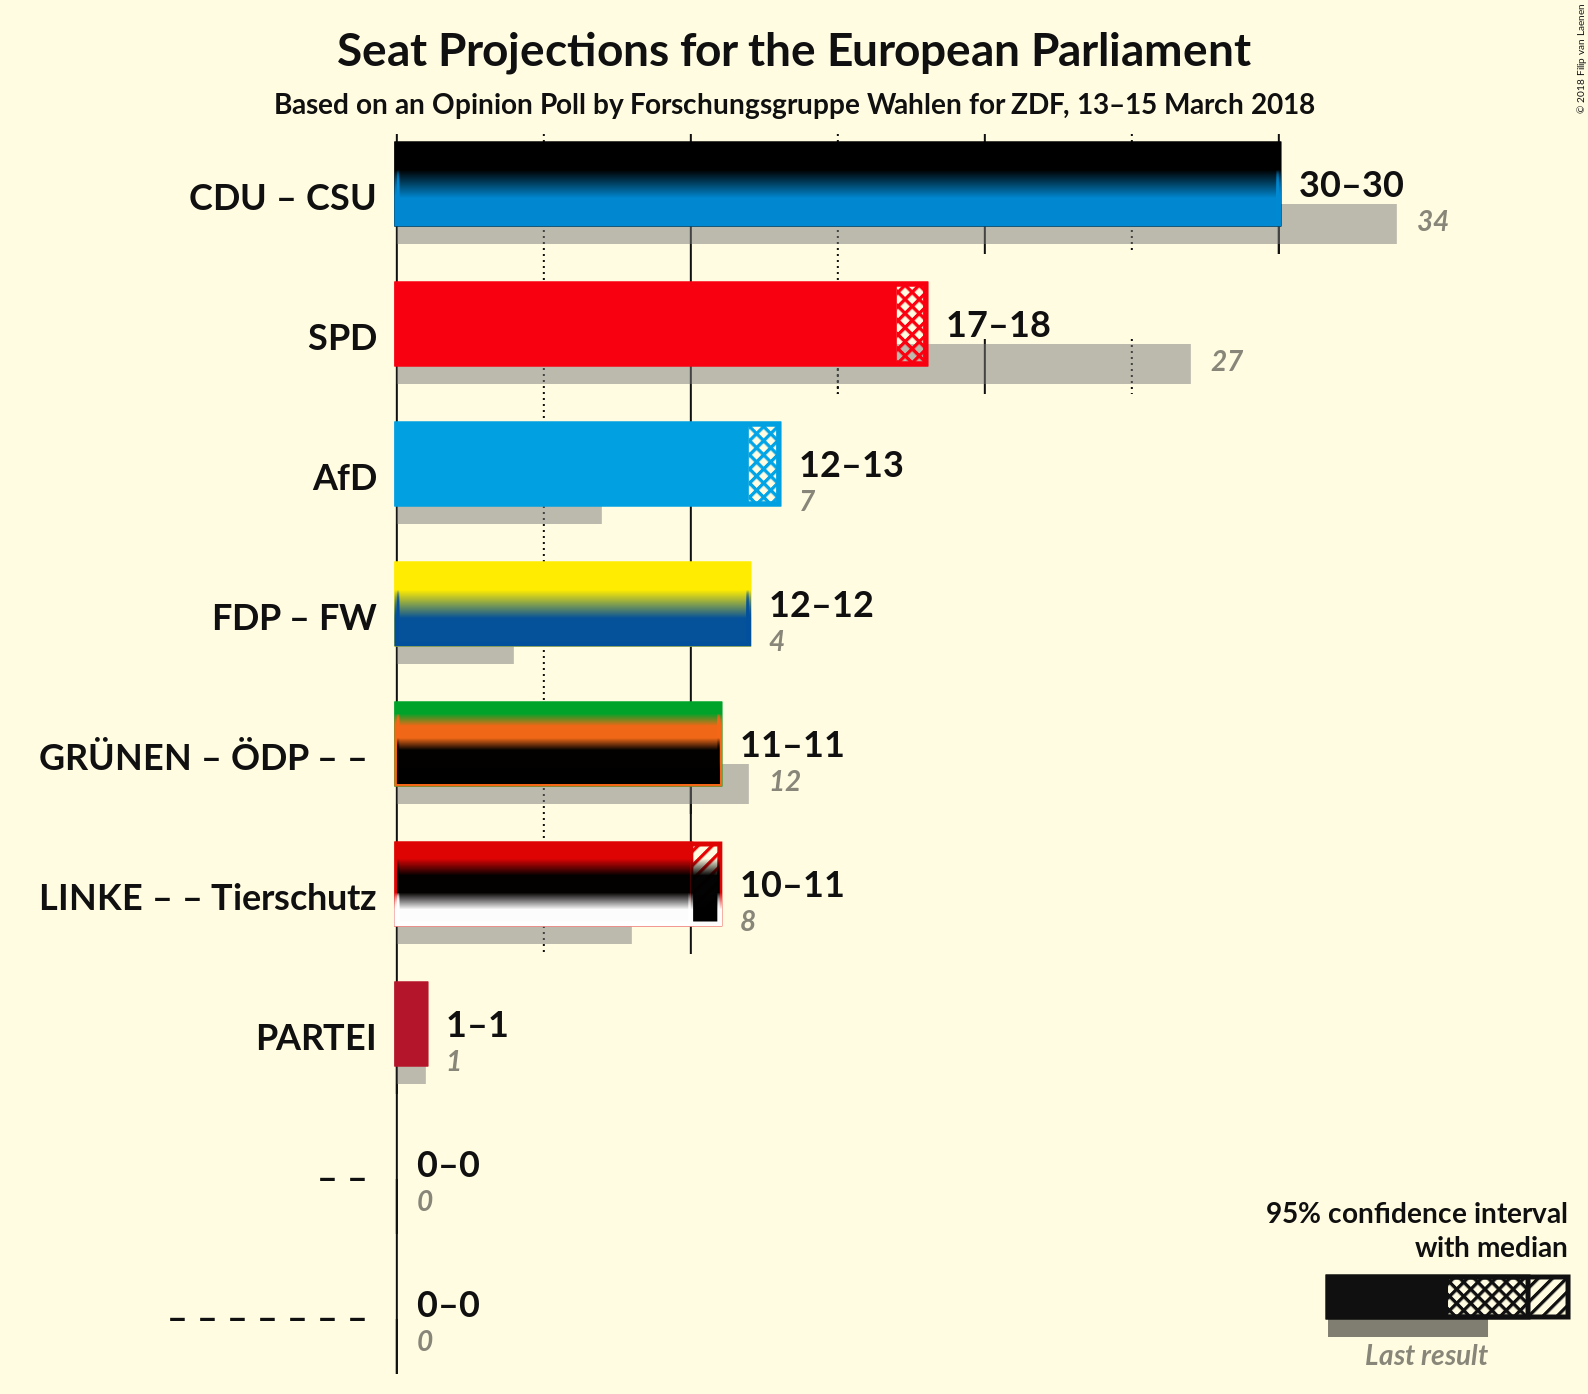 Seat Projections for the European Parliament
Based on an Opinion Poll by Forschungsgruppe Wahlen for ZDF, 13–15 March 2018
© 2018 Filip van Laenen
CDU – CSU
30–30
34
SPD
17–18
27
AfD
12–13
7
FDP – FW
12–12
4
GRÜNEN – ÖDP – –
11–11
12
LINKE – – Tierschutz
10–11
8
PARTEI
1–1
1
– –
0–0
0
– – – – – – –
0–0
0
95% confidence interval
with median
Last result